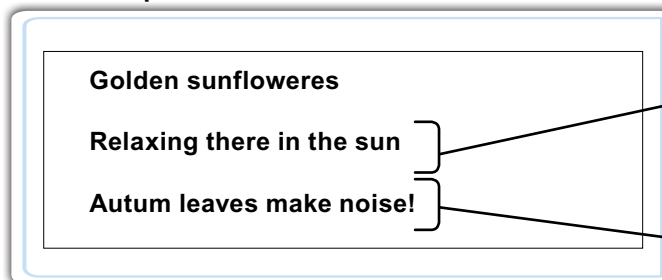 Golden sunfloweres
Relaxing there in the sun
Autum leaves make noise!